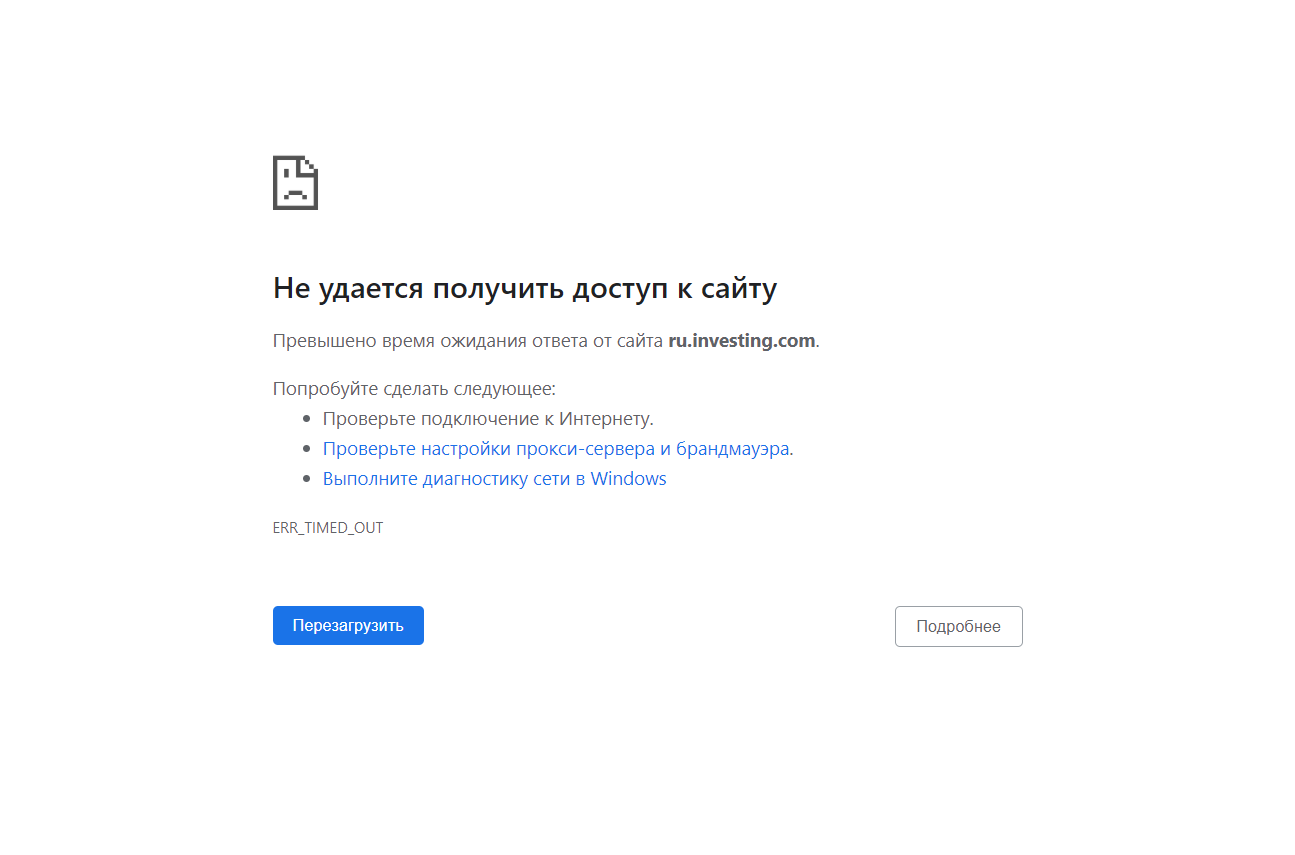 Не удается получить доступ к сайту
Превышено время ожидания ответа от сайта ru.investing.com.
Попробуйте сделать следующее:
Проверьте подключение к Интернету.
Проверьте настройки прокси-сервера и брандмауэра.
Выполните диагностику сети в Windows
ERR_TIMED_OUT
Перезагрузить
Подробнее